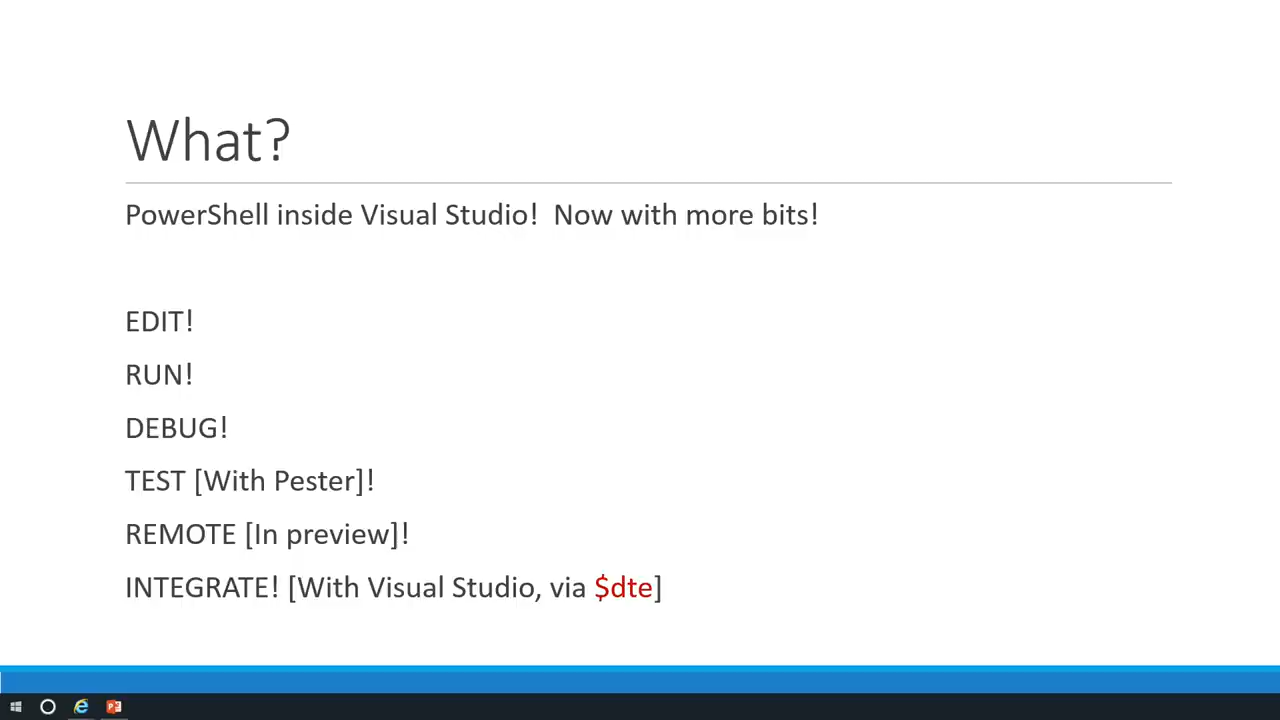 What?
PowerShell inside Visual Studio!  Now with more bits!
EDIT!
RUN!
DEBUG!
TEST [With Pester]!
REMOTE [In preview]!
INTEGRATE! [With Visual Studio, via $dte]